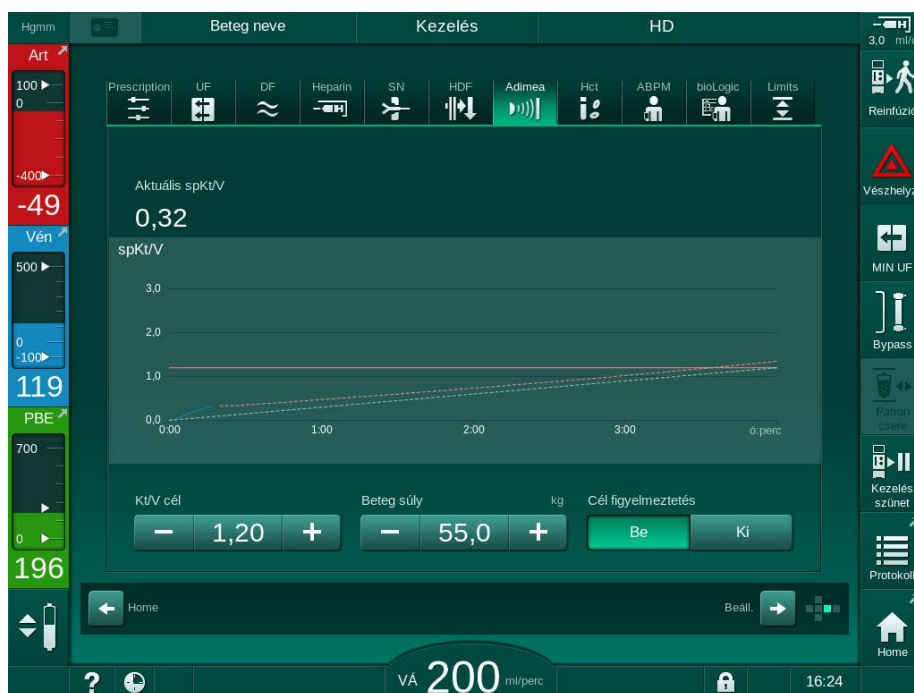 Hgmm
Beteg neve
Kezelés
HD
3,0
Art
100
0
-400
-49
Vén
500
0
-100
119
PBE
700
0
196
Prescription
UF
DF
Heparin
SN
HDF
Adimea
Hct
ABPM
bioLogic
Limits
Aktuális spKt/V
0,32
spKt/V
3,0
2,0
1,0
0,0
0:00
1:00
2:00
3:00
ó:perc
Kt/V cél
Beteg súly
kg
Cél figyelmeztetés
− 1,20 +
− 55,0 +
Be
Ki
Home
Beáll.
Reinfúzió
MIN UF
Bypass
Patron
csere
Kezelés
szünet
Protokoll
Home
?
VÁ 200 ml/perc
16:24